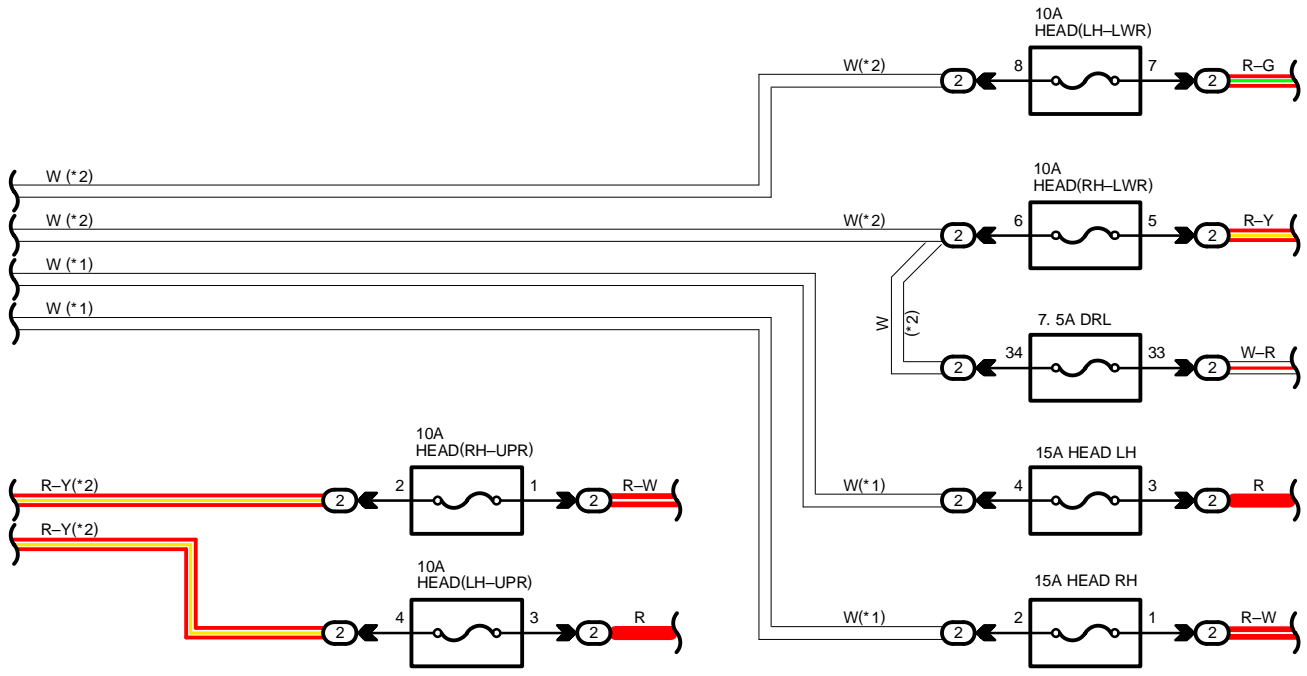 10A
HEAD(LH–LWR)
W(*2)
2
8
7
2
R–G
W (*2)
10A
HEAD(RH–LWR)
W (*2)
W(*2)
2
6
5
2
R–Y
W (*1)
W (*1)
W
(*2)
7. 5A DRL
2
34
33
2
W–R
10A
HEAD(RH–UPR)
R–Y(*2)
2
2
1
2
R–W
15A HEAD LH
W(*1)
2
4
3
2
R
R–Y(*2)
10A
HEAD(LH–UPR)
2
4
3
2
R
15A HEAD RH
W(*1)
2
2
1
2
R–W